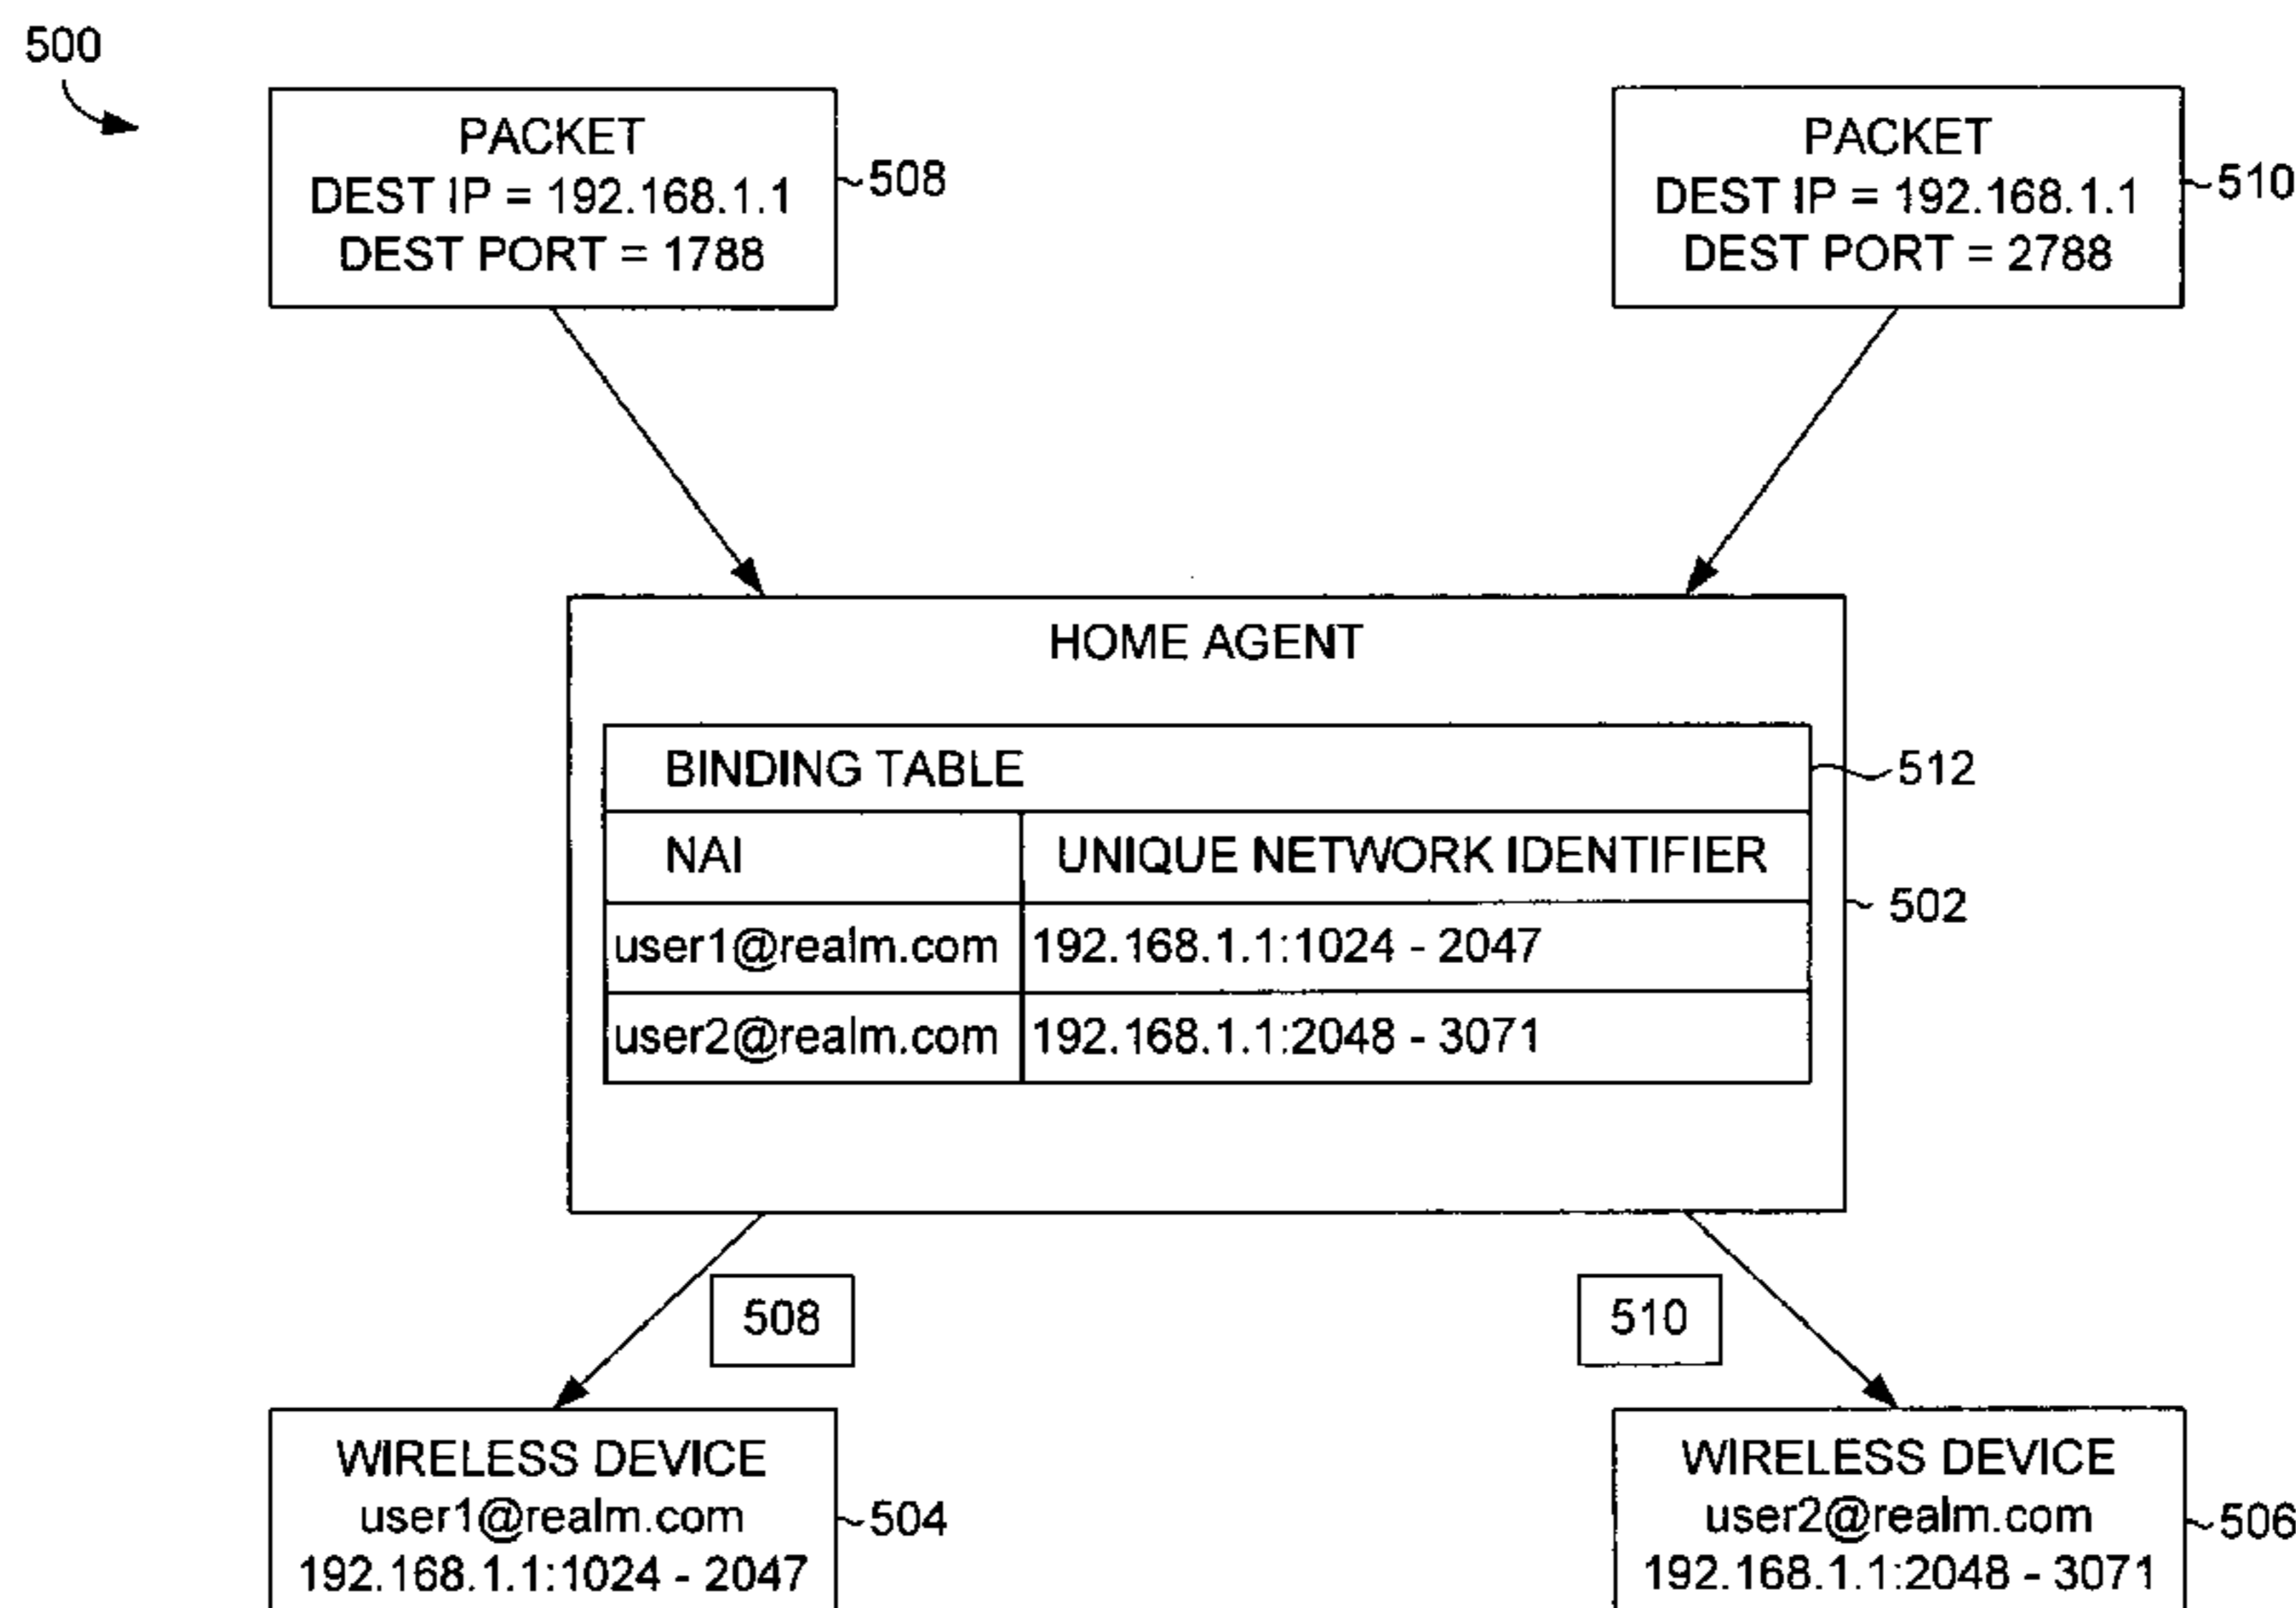 500
PACKET
DEST IP = 192.168.1.1
DEST PORT = 1788
508
PACKET
DEST IP = 192.168.1.1
DEST PORT = 2788
510
HOME AGENT
BINDING TABLE
512
NAI
UNIQUE NETWORK IDENTIFIER
502
user1@realm.com
192.168.1.1:1024 - 2047
user2@realm.com
192.168.1.1:2048 - 3071
508
510
WIRELESS DEVICE
user1@realm.com
192.168.1.1:1024 - 2047
504
WIRELESS DEVICE
user2@realm.com
192.168.1.1:2048 - 3071
506